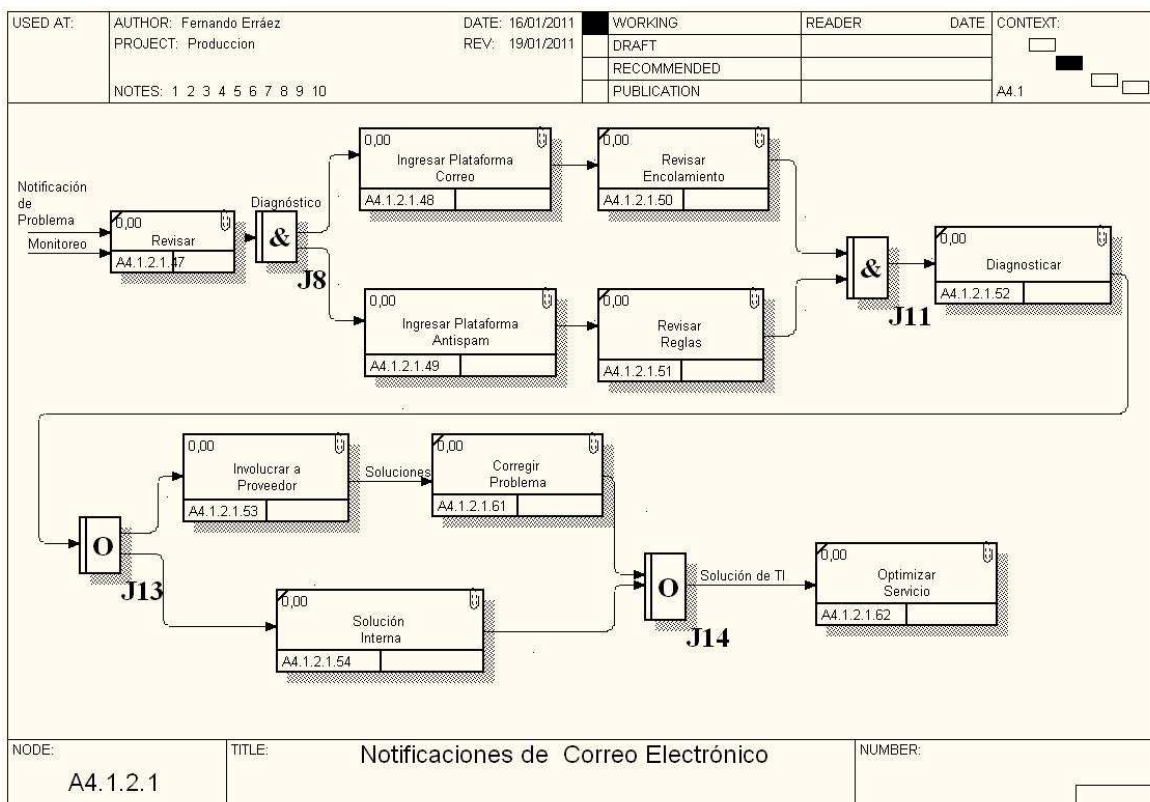 USED AT:
AUTHOR: Fernando Erráez
DATE: 16/01/2011
WORKING
READER
DATE
CONTEXT:
PROJECT: Produccion
REV: 19/01/2011
DRAFT
RECOMMENDED
NOTES: 1 2 3 4 5 6 7 8 9 10
PUBLICATION
A4.1
Notificación
de
Problema
Monitoreo
0,00
Revisar
A4.1.2.1.47
Diagnóstico
&
J8
0,00
Ingresar Plataforma
Correo
A4.1.2.1.48
0,00
Revisar
Encolamiento
A4.1.2.1.50
0,00
Ingresar Plataforma
Antispam
A4.1.2.1.49
0,00
Revisar
Reglas
A4.1.2.1.51
&
J11
0,00
Diagnosticar
A4.1.2.1.52
O
J13
0,00
Involucrar a
Proveedor
A4.1.2.1.53
Soluciones
0,00
Corregir
Problema
A4.1.2.1.61
0,00
Solución
Interna
A4.1.2.1.54
O
J14
Solución de TI
0,00
Optimizar
Servicio
A4.1.2.1.62
NODE:
A4.1.2.1
TITLE:
Notificaciones de Correo Electrónico
NUMBER: